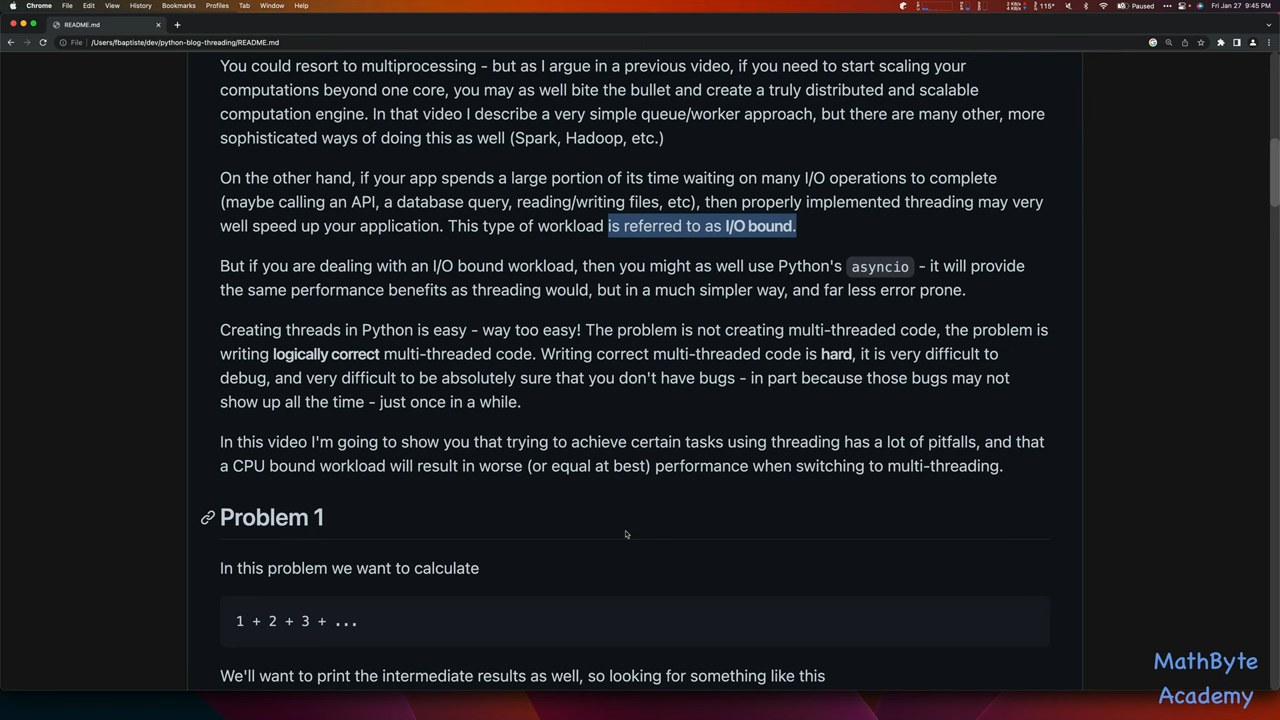 Chrome File Edit View History Bookmarks Profiles Tab Window Help
115° Paused Fri Jan 27 9:45 PM
README.md
File /Users/fbaptiste/dev/python-blog-threading/README.md
You could resort to multiprocessing - but as I argue in a previous video, if you need to start scaling your
computations beyond one core, you may as well bite the bullet and create a truly distributed and scalable
computation engine. In that video I describe a very simple queue/worker approach, but there are many other, more
sophisticated ways of doing this as well (Spark, Hadoop, etc.)
On the other hand, if your app spends a large portion of its time waiting on many I/O operations to complete
(maybe calling an API, a database query, reading/writing files, etc), then properly implemented threading may very
well speed up your application. This type of workload is referred to as I/O bound.
But if you are dealing with an I/O bound workload, then you might as well use Python's asyncio - it will provide
the same performance benefits as threading would, but in a much simpler way, and far less error prone.
Creating threads in Python is easy - way too easy! The problem is not creating multi-threaded code, the problem is
writing logically correct multi-threaded code. Writing correct multi-threaded code is hard, it is very difficult to
debug, and very difficult to be absolutely sure that you don't have bugs - in part because those bugs may not
show up all the time - just once in a while.
In this video I'm going to show you that trying to achieve certain tasks using threading has a lot of pitfalls, and that
a CPU bound workload will result in worse (or equal at best) performance when switching to multi-threading.
Problem 1
In this problem we want to calculate
1 + 2 + 3 + ...
We'll want to print the intermediate results as well, so looking for something like this
MathByte
Academy